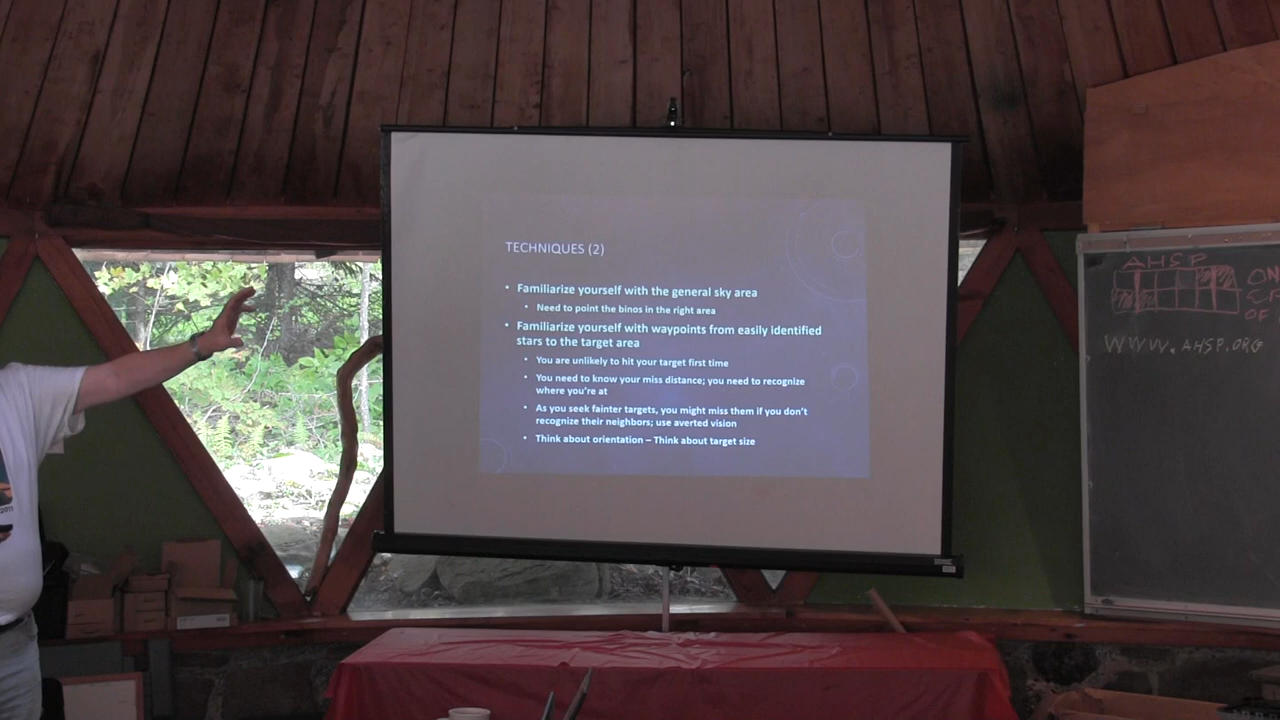 TECHNIQUES (2)
• Familiarize yourself with the general sky area
• Need to point the binos in the right area
• Familiarize yourself with waypoints from easily identified
stars to the target area
• You are unlikely to hit your target first time
• You need to know your miss distance; you need to recognize
where you're at
• As you seek fainter targets, you might miss them if you don't
recognize their neighbors; use averted vision
• Think about orientation – Think about target size
AHSP
ON
OF
WWW.AHSP.ORG
2011